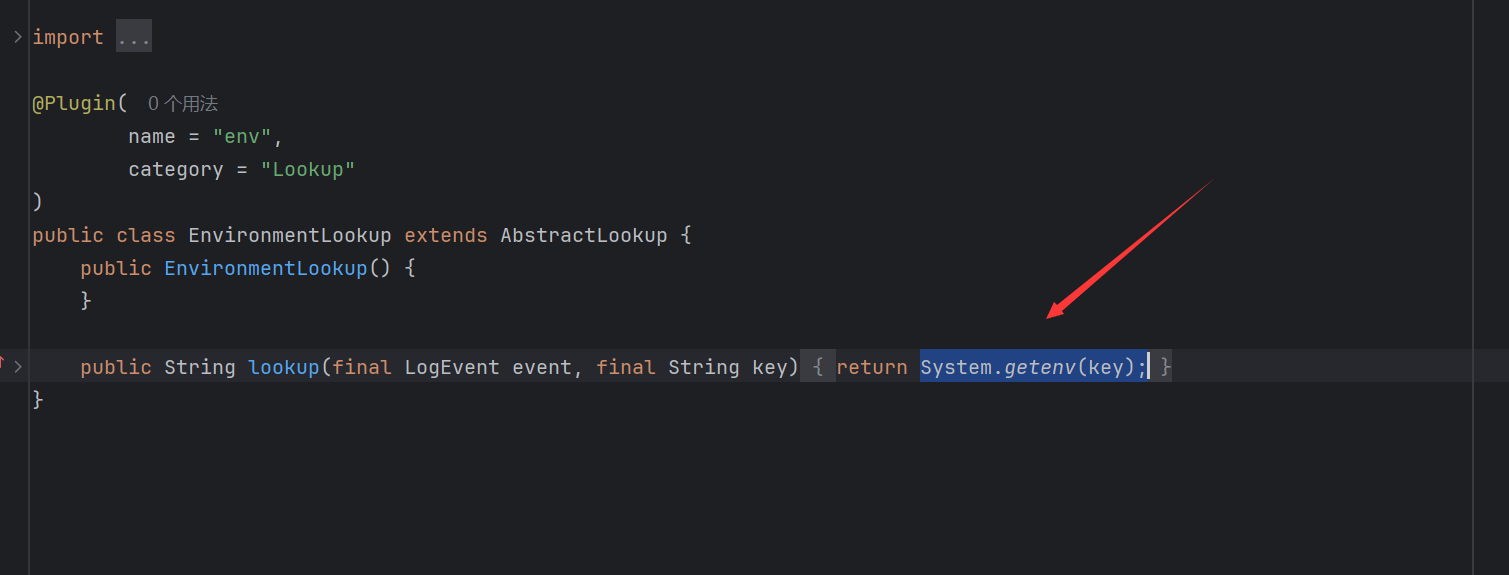 import ...
@Plugin( 0 个用法
name = "env",
category = "Lookup"
)
public class EnvironmentLookup extends AbstractLookup {
public EnvironmentLookup() {
}
public String lookup(final LogEvent event, final String key) { return System.getenv(key); }
}